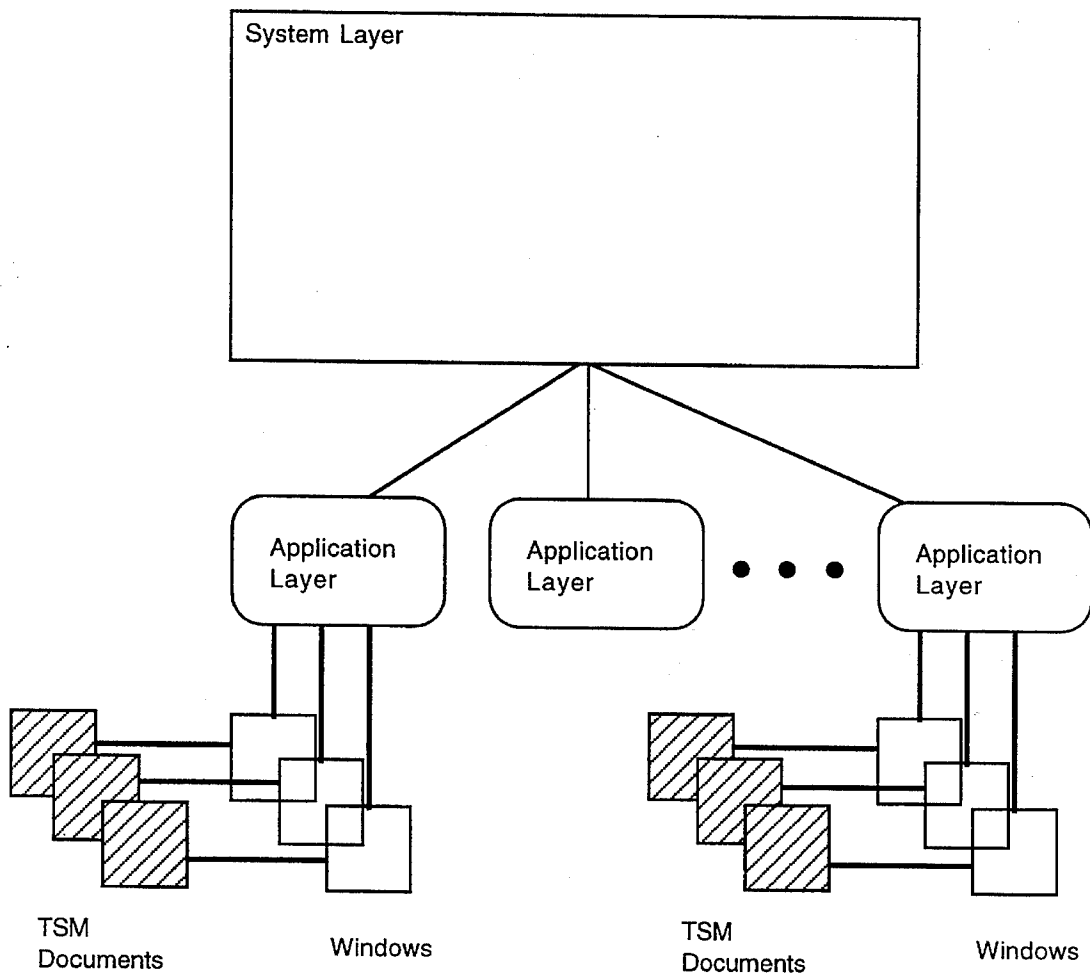 System Layer
Application
Layer
Application
Layer
Application
Layer
TSM
Documents
Windows
TSM
Documents
Windows